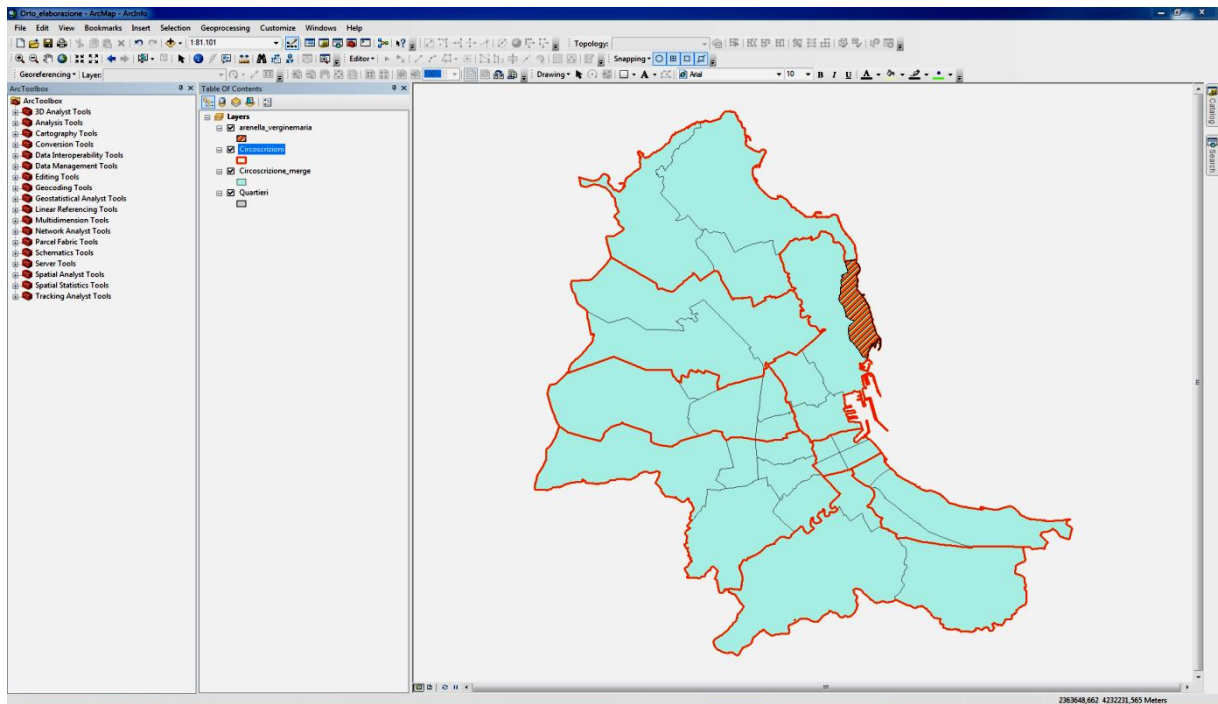 Orto_elaborazione - ArcMap - ArcInfo
File Edit View Bookmarks Insert Selection Geoprocessing Customize Windows Help
1:81.101
Topology:
Editor
Snapping
Georeferencing Layer:
100%
Drawing
A
Arial
10
B I U A
ArcToolbox
ArcToolbox
3D Analyst Tools
Analysis Tools
Cartography Tools
Conversion Tools
Data Interoperability Tools
Data Management Tools
Editing Tools
Geocoding Tools
Geostatistical Analyst Tools
Linear Referencing Tools
Multidimension Tools
Network Analyst Tools
Parcel Fabric Tools
Schematics Tools
Server Tools
Spatial Analyst Tools
Spatial Statistics Tools
Tracking Analyst Tools
Table Of Contents
Layers
arenella_verginemaria
Circoscrizioni
Circoscrizione_merge
Quartieri
Catalog
Search
2363648,662 4232231,565 Meters